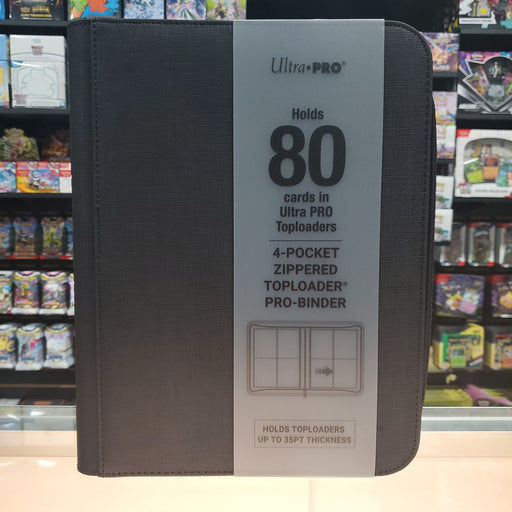 Ultra•PRO®
Holds
80
cards in
Ultra PRO
Toploaders
4-POCKET
ZIPPERED
TOPLOADER®
PRO-BINDER
HOLDS TOPLOADERS
UP TO 35PT THICKNESS